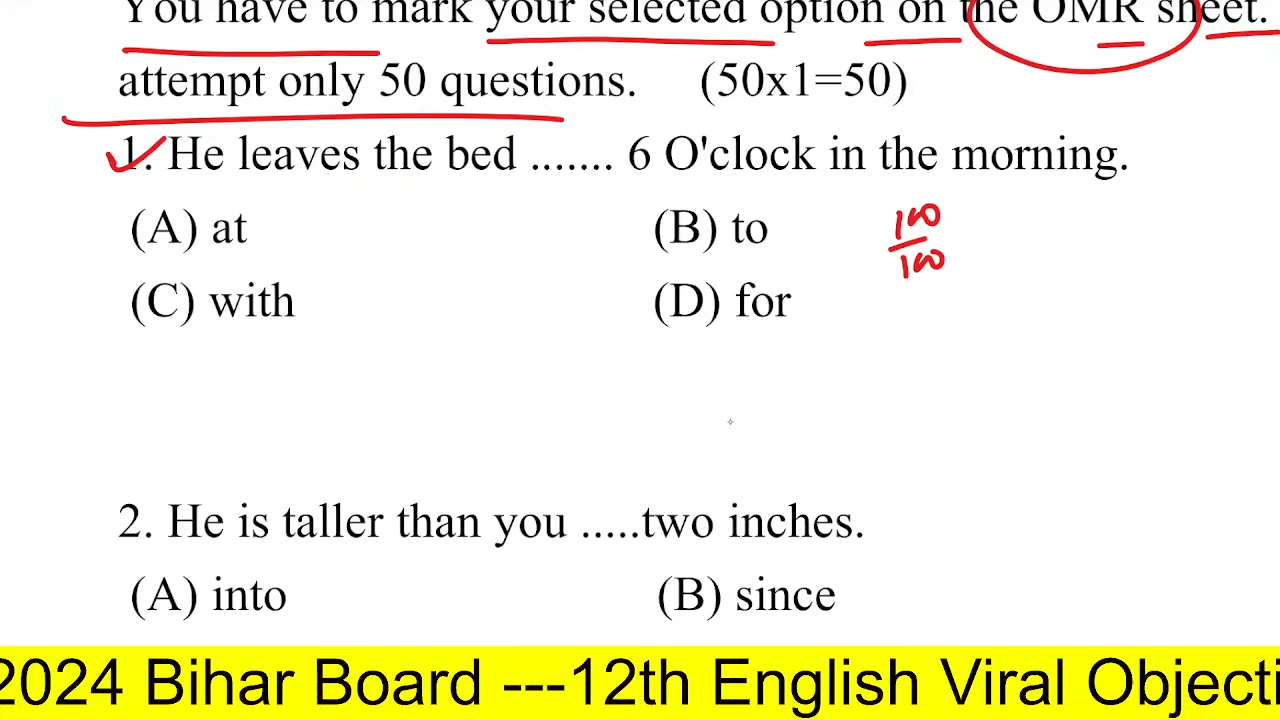 You have to mark your selected option on the OMR sheet.
attempt only 50 questions. (50x1=50)
1. He leaves the bed ....... 6 O'clock in the morning.
(A) at (B) to
100
100
(C) with (D) for
2. He is taller than you .....two inches.
(A) into (B) since
2024 Bihar Board ---12th English Viral Objecti